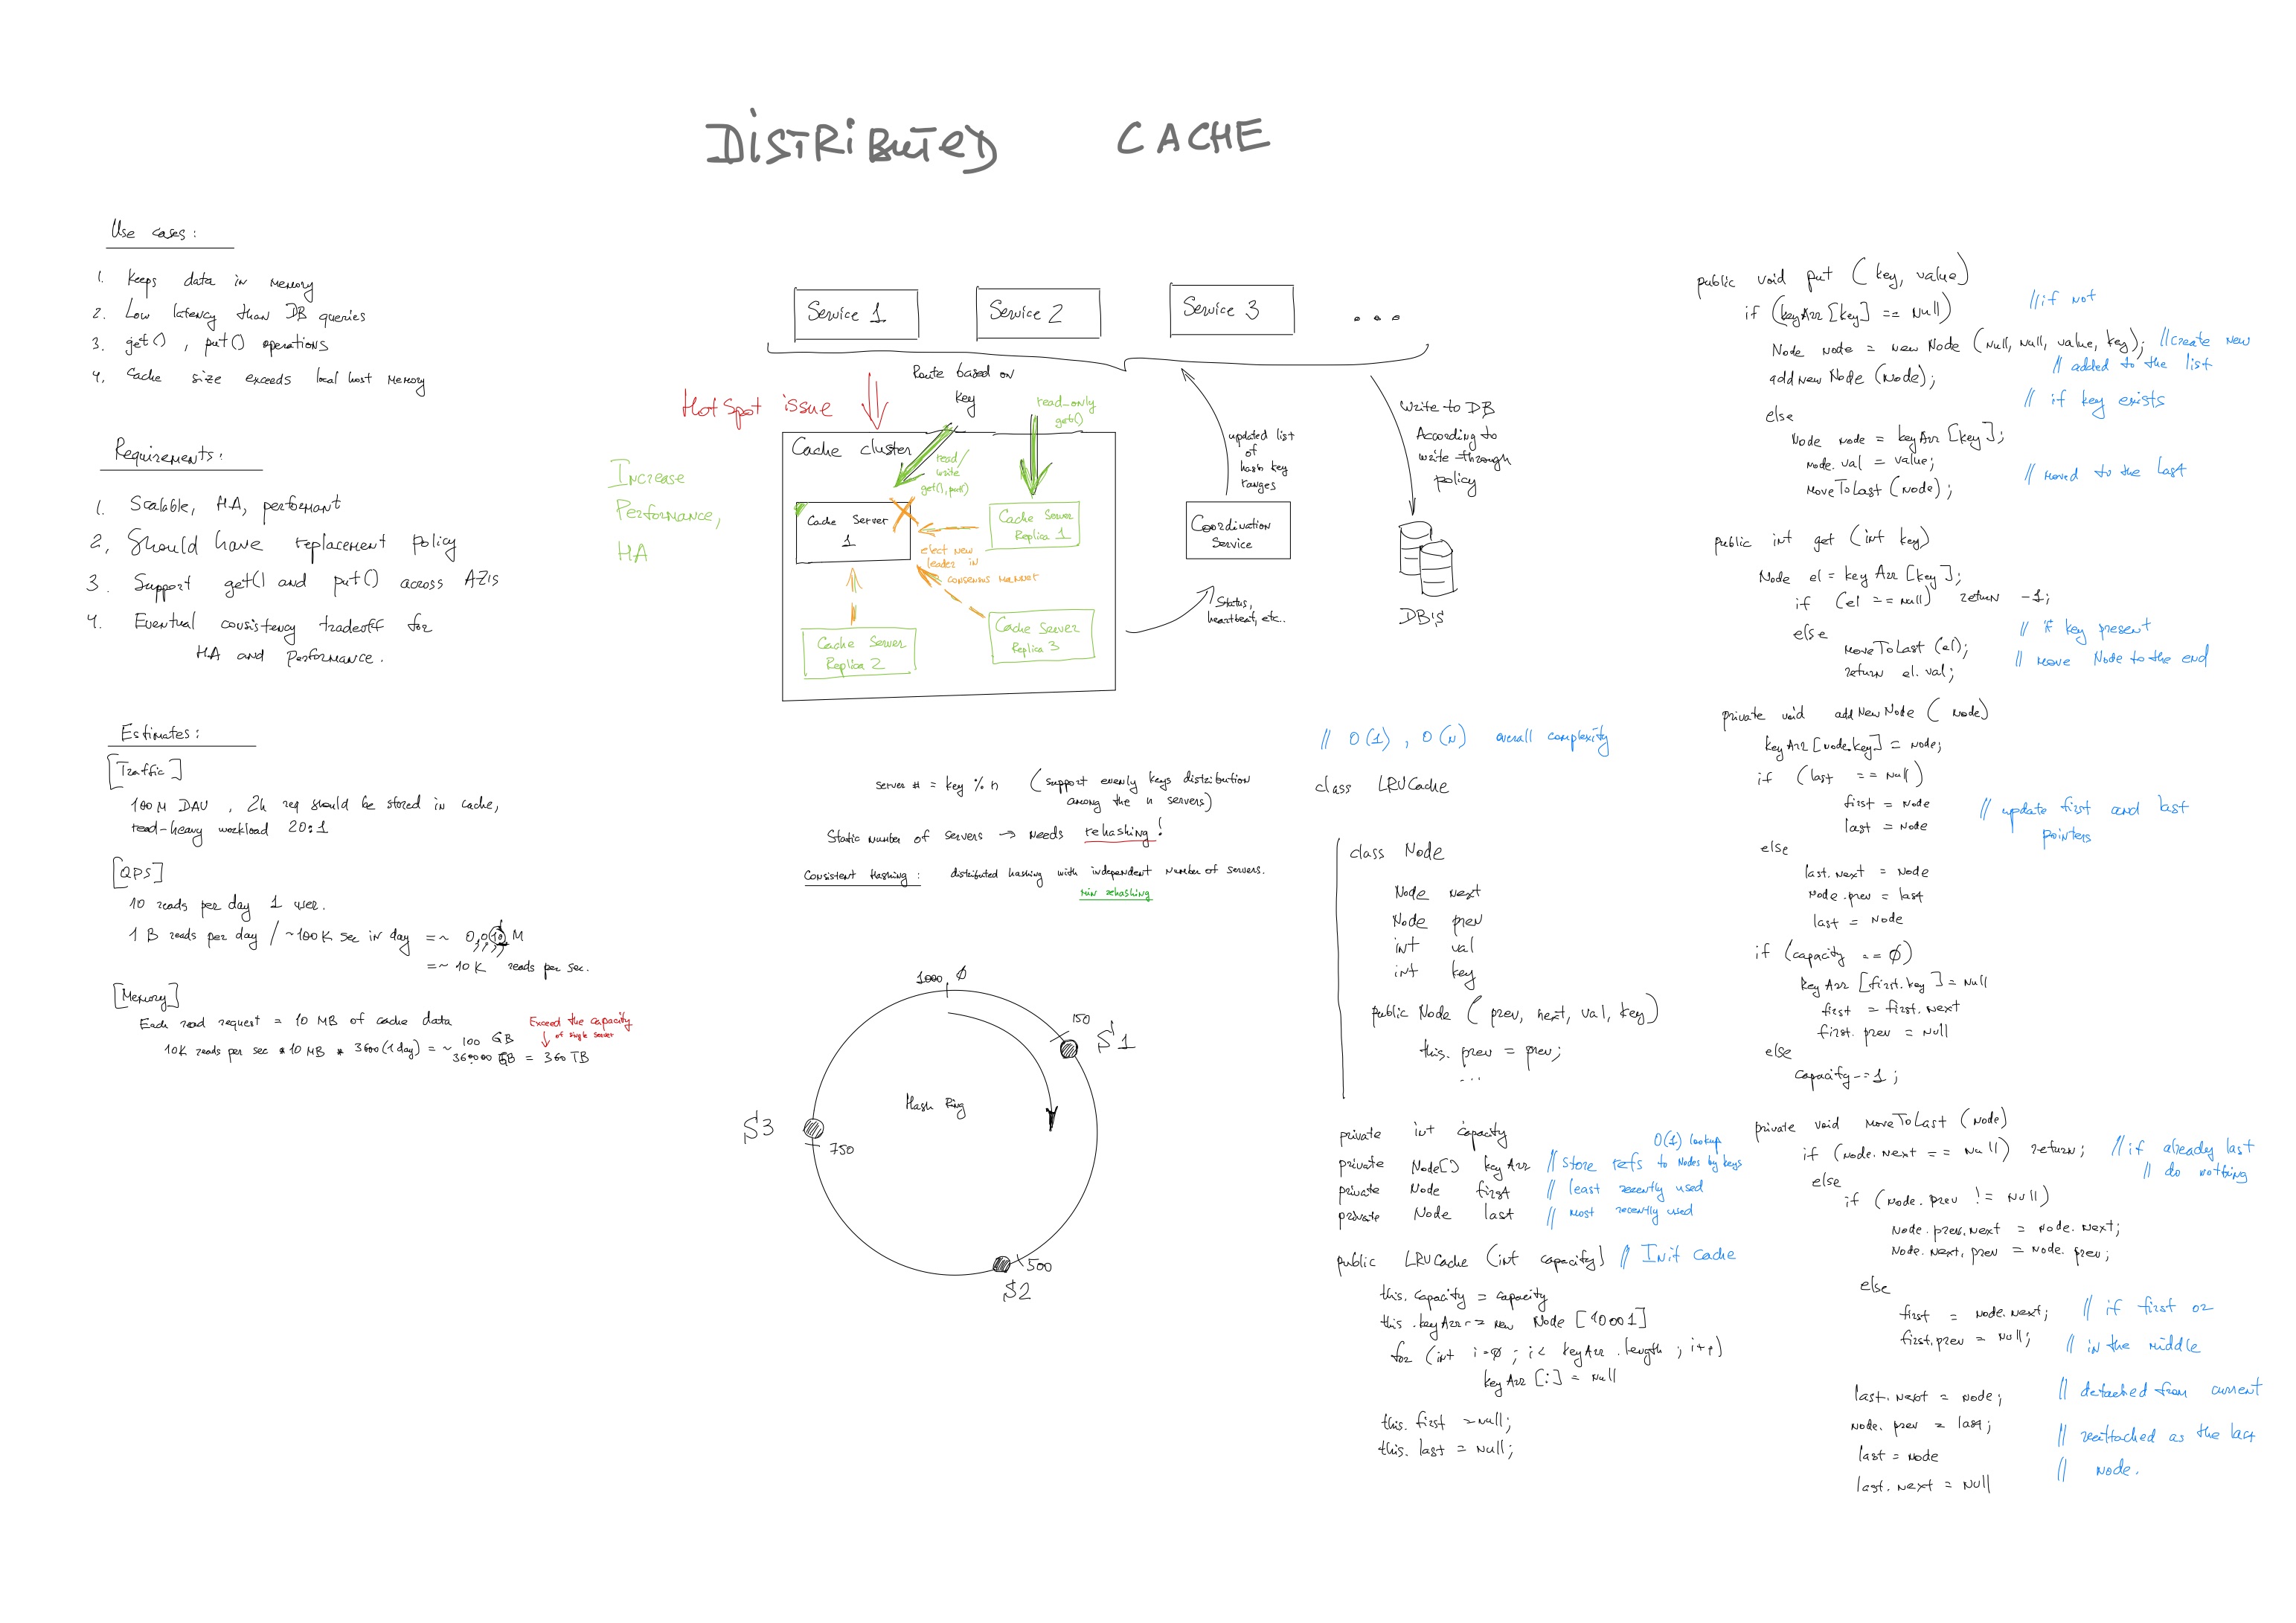 DISTRIBUTED CACHE
Use cases:
1. Keeps data in memory
2. Low latency than DB queries
3. get(), put() operations
4. Cache size exceeds local host memory
Requirements:
1. Scalable, HA, performant
2. Should have replacement policy
3. Support get() and put() across AZ's
4. Eventual consistency tradeoff for
HA and Performance.
Estimates:
[Traffic]
100M DAU, 2h req should be stored in cache,
read-heavy workload 20:1
[QPS]
10 reads per day 1 user.
1 B reads per day / ~100K sec in day =~ 0,010 M
=~ 10K reads per sec.
[Memory]
Each read request = 10 MB of cache data
10K reads per sec * 10 MB * 3600 (1 day) = ~ 100 GB
360000 GB = 360 TB
Exceed the capacity
of single server
Service 1
Service 2
Service 3
...
HotSpot issue
Route based on
key
read-only
get()
Increase
Performance,
HA
Cache cluster
read/
write
get(), put()
Cache Server
1
Cache Server
Replica 1
elect new
leader in
consensus manner
Cache Server
Replica 2
Cache Server
Replica 3
updated list
of
hash key
ranges
Coordination
Service
Status,
heartbeat, etc..
Write to DB
According to
write-through
policy
DB's
server # = key % n (support evenly keys distribution
among the n servers)
Static number of servers → needs rehashing!
Consistent Hashing: distributed hashing with independent number of servers.
min rehashing
1000 0
150
S1
Hash Ring
S3
750
500
S2
// O(1), O(n) overall complexity
class LRUCache
class Node
Node next
Node prev
int val
int key
public Node (prev, next, val, key)
this. prev = prev;
...
private int capacity
O(1) lookup
private Node[] keyArr // store refs to Nodes by keys
private Node first // least recently used
private Node last // most recently used
public LRUCache (int capacity) // Init cache
this. capacity = capacity
this .keyArr = new Node [10001]
for (int i=0; i< keyArr .length; i++)
keyArr [i] = null
this. first = null;
this. last = null;
public void put (key, value)
if (keyArr [key] == null) // if not
Node node = new Node (null, null, value, key); // create new
addNewNode (node); // added to the list
else // if key exists
Node node = keyArr [key];
node. val = value;
moveToLast (node); // moved to the last
public int get (int key)
Node el = keyArr [key];
if (el == null) return -1;
else // if key present
moveToLast (el); // move Node to the end
return el. val;
private void addNewNode (node)
keyArr [node.key] = node;
if (last == null)
first = node
last = node
// update first and last
pointers
else
last. next = node
node. prev = last
last = node
if (capacity == 0)
keyArr [first.key] = null
first = first. next
first. prev = null
else
capacity -= 1;
private void moveToLast (node)
if (node. next == null) return; // if already last
// do nothing
else
if (node. prev != null)
node. prev. next = node. next;
node. next. prev = node. prev;
else
first = node. next; // if first or
first. prev = null; // in the middle
last. next = node; // detached from current
node. prev = last; // reattached as the last
last = node
// node.
last. next = null